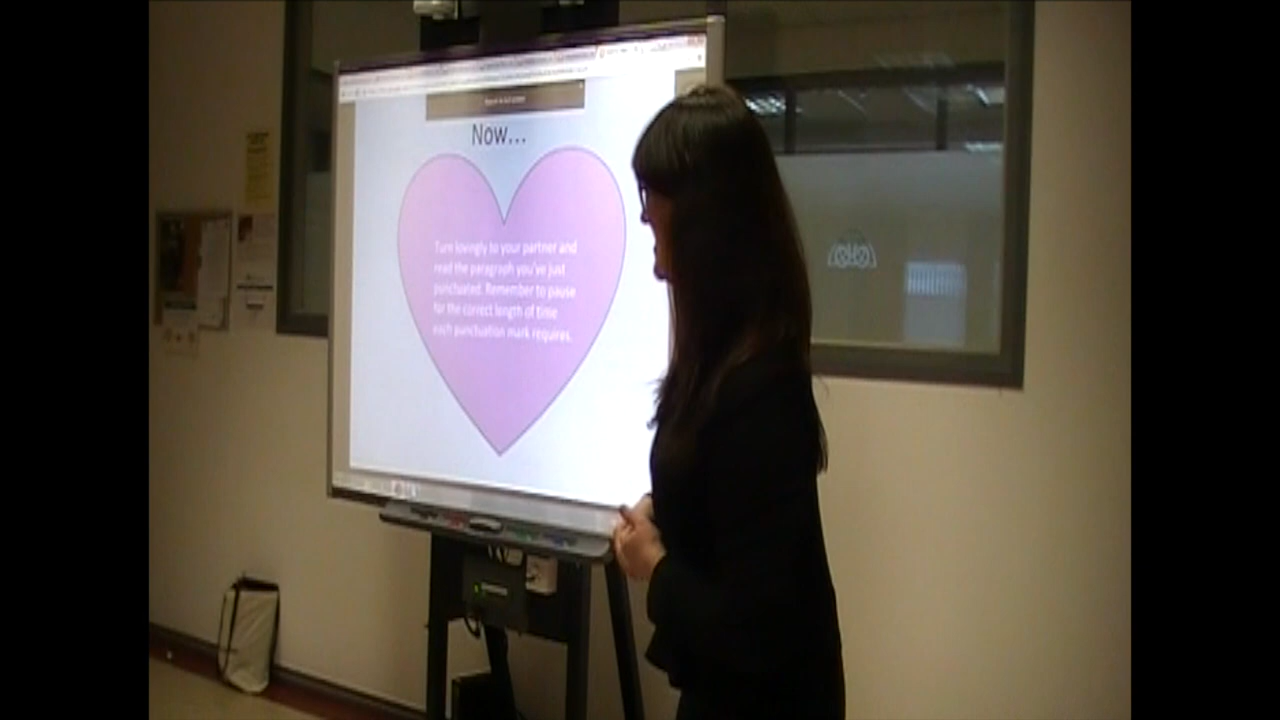 Now...
Turn lovingly to your partner and
read the paragraph you've just
punctuated. Remember to pause
for the correct length of time
each punctuation mark requires.